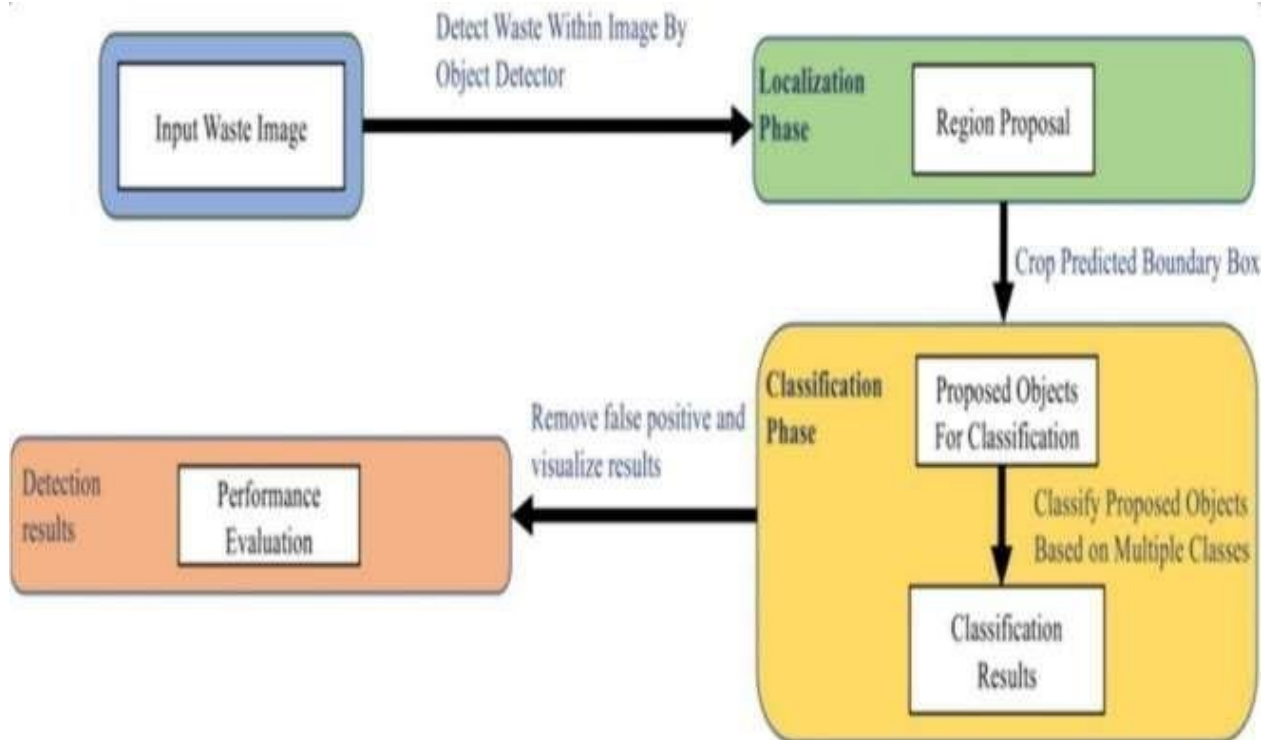 Detect Waste Within Image By
Object Detector
Input Waste Image
Localization
Phase
Region Proposal
Crop Predicted Boundary Box
Classification
Phase
Proposed Objects
For Classification
Classify Proposed Objects
Based on Multiple Classes
Classification
Results
Remove false positive and
visualize results
Detection
results
Performance
Evaluation